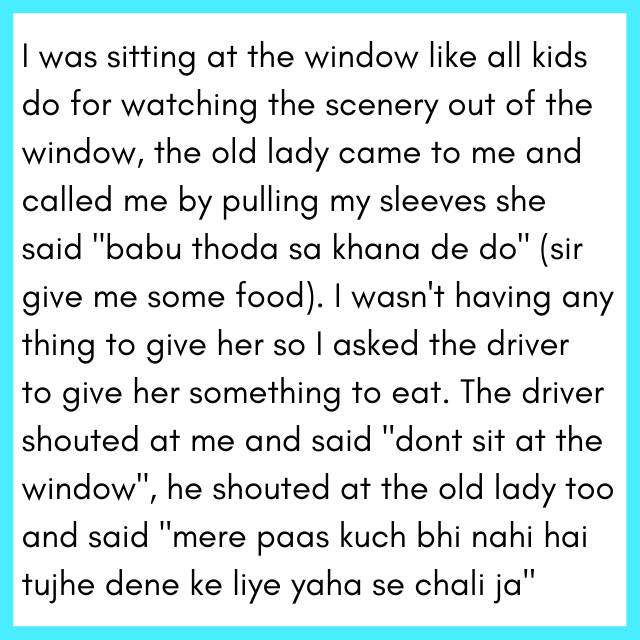 I was sitting at the window like all kids
do for watching the scenery out of the
window, the old lady came to me and
called me by pulling my sleeves she
said "babu thoda sa khana de do" (sir
give me some food). I wasn't having any
thing to give her so I asked the driver
to give her something to eat. The driver
shouted at me and said "dont sit at the
window", he shouted at the old lady too
and said "mere paas kuch bhi nahi hai
tujhe dene ke liye yaha se chali ja"